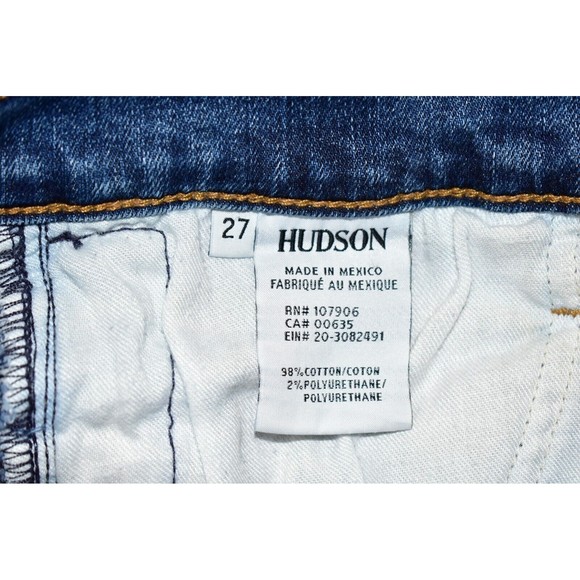 27
HUDSON
MADE IN MEXICO
FABRIQUÉ AU MEXIQUE
RN# 107906
CA# 00635
EIN# 20-3082491
98% COTTON/COTON
2% POLYURETHANE/
POLYURETHANE